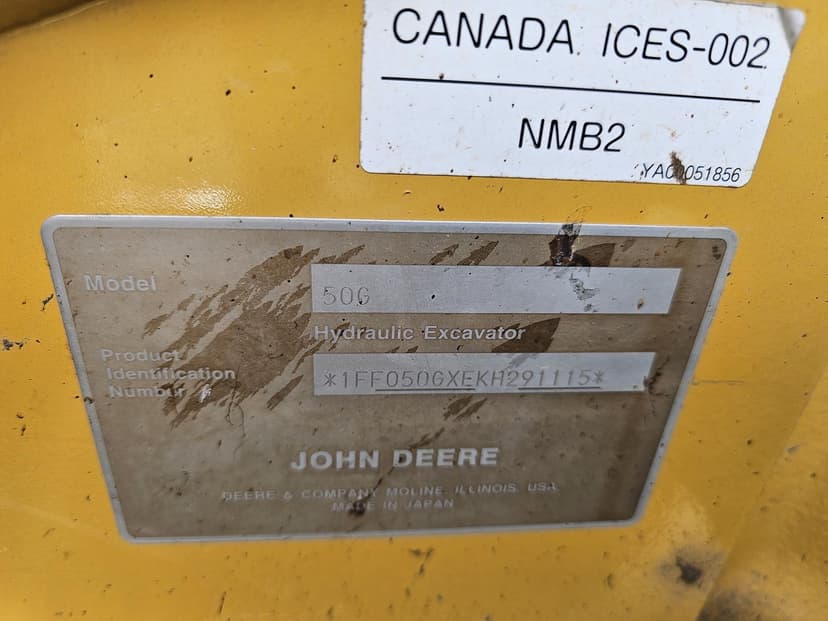 CANADA ICES-002
NMB2
YA00051856
Model
50G
Hydraulic Excavator
Product
Identification
Number
*1FF050GXEKH291115*
JOHN DEERE
DEERE & COMPANY MOLINE, ILLINOIS, USA
MADE IN JAPAN